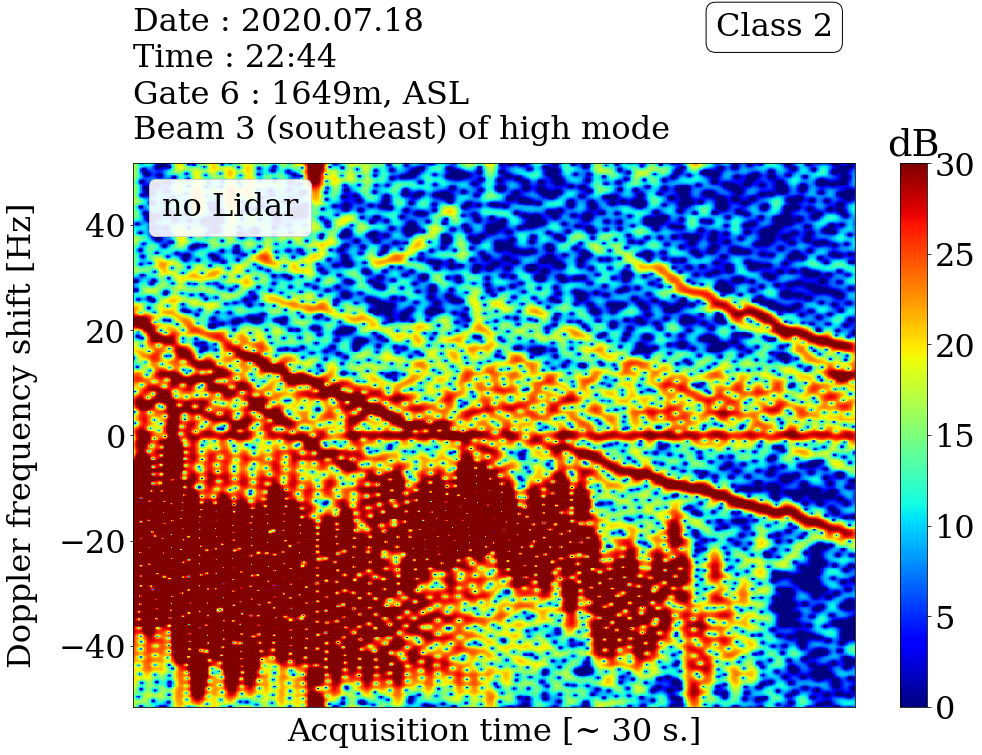 Date : 2020.07.18
Time : 22:44
Gate 6 : 1649m, ASL
Beam 3 (southeast) of high mode
Class 2
dB
no Lidar
Doppler frequency shift [Hz]
40
20
0
−20
−40
Acquisition time [~ 30 s.]
30
25
20
15
10
5
0